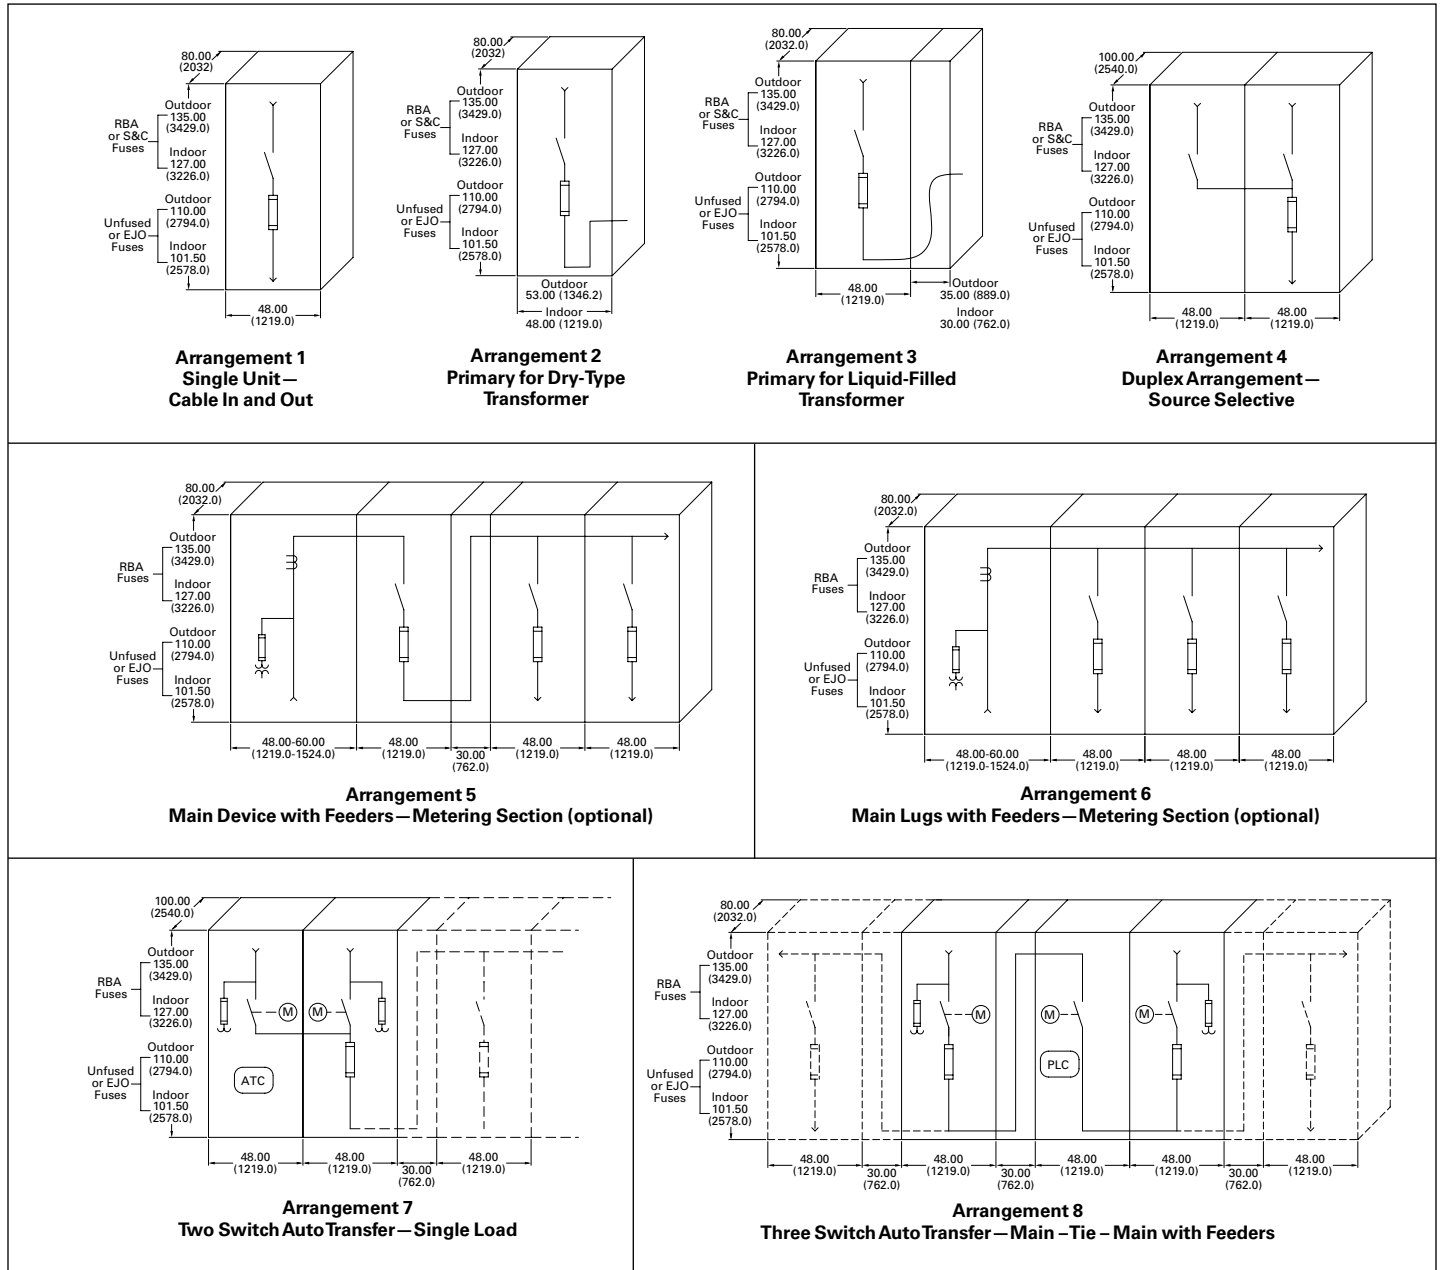 80.00
(2032)
Outdoor
135.00
(3429.0)
RBA
or S&C
Fuses
Indoor
127.00
(3226.0)
Outdoor
110.00
(2794.0)
Unfused
or EJO
Fuses
Indoor
101.50
(2578.0)
48.00
(1219.0)
Arrangement 1
Single Unit—
Cable In and Out
80.00
(2032)
Outdoor
135.00
(3429.0)
RBA
or S&C
Fuses
Indoor
127.00
(3226.0)
Outdoor
110.00
(2794.0)
Unfused
or EJO
Fuses
Indoor
101.50
(2578.0)
Outdoor
53.00 (1346.2)
Indoor
48.00 (1219.0)
Arrangement 2
Primary for Dry-Type
Transformer
80.00
(2032.0)
Outdoor
135.00
(3429.0)
RBA
or S&C
Fuses
Indoor
127.00
(3226.0)
Outdoor
110.00
(2794.0)
Unfused
or EJO
Fuses
Indoor
101.50
(2578.0)
48.00
(1219.0)
Outdoor
35.00 (889.0)
Indoor
30.00 (762.0)
Arrangement 3
Primary for Liquid-Filled
Transformer
100.00
(2540.0)
Outdoor
135.00
(3429.0)
RBA
or S&C
Fuses
Indoor
127.00
(3226.0)
Outdoor
110.00
(2794.0)
Unfused
or EJO
Fuses
Indoor
101.50
(2578.0)
48.00
(1219.0)
48.00
(1219.0)
Arrangement 4
Duplex Arrangement—
Source Selective
80.00
(2032.0)
Outdoor
135.00
(3429.0)
RBA
Fuses
Indoor
127.00
(3226.0)
Outdoor
110.00
(2794.0)
Unfused
or EJO
Fuses
Indoor
101.50
(2578.0)
48.00-60.00
(1219.0-1524.0)
48.00
(1219.0)
30.00
(762.0)
48.00
(1219.0)
48.00
(1219.0)
Arrangement 5
Main Device with Feeders—Metering Section (optional)
80.00
(2032.0)
Outdoor
135.00
(3429.0)
RBA
Fuses
Indoor
127.00
(3226.0)
Outdoor
110.00
(2794.0)
Unfused
or EJO
Fuses
Indoor
101.50
(2578.0)
48.00-60.00
(1219.0-1524.0)
48.00
(1219.0)
48.00
(1219.0)
48.00
(1219.0)
Arrangement 6
Main Lugs with Feeders—Metering Section (optional)
100.00
(2540.0)
Outdoor
135.00
(3429.0)
RBA
Fuses
Indoor
127.00
(3226.0)
Outdoor
110.00
(2794.0)
Unfused
or EJO
Fuses
Indoor
101.50
(2578.0)
M
M
ATC
48.00
(1219.0)
48.00
(1219.0)
30.00
(762.0)
48.00
(1219.0)
Arrangement 7
Two Switch Auto Transfer—Single Load
80.00
(2032.0)
Outdoor
135.00
(3429.0)
RBA
Fuses
Indoor
127.00
(3226.0)
Outdoor
110.00
(2794.0)
Unfused
or EJO
Fuses
Indoor
101.50
(2578.0)
M
M
M
PLC
48.00
(1219.0)
30.00
(762.0)
48.00
(1219.0)
30.00
(762.0)
48.00
(1219.0)
48.00
(1219.0)
30.00
(762.0)
48.00
(1219.0)
Arrangement 8
Three Switch Auto Transfer—Main – Tie – Main with Feeders